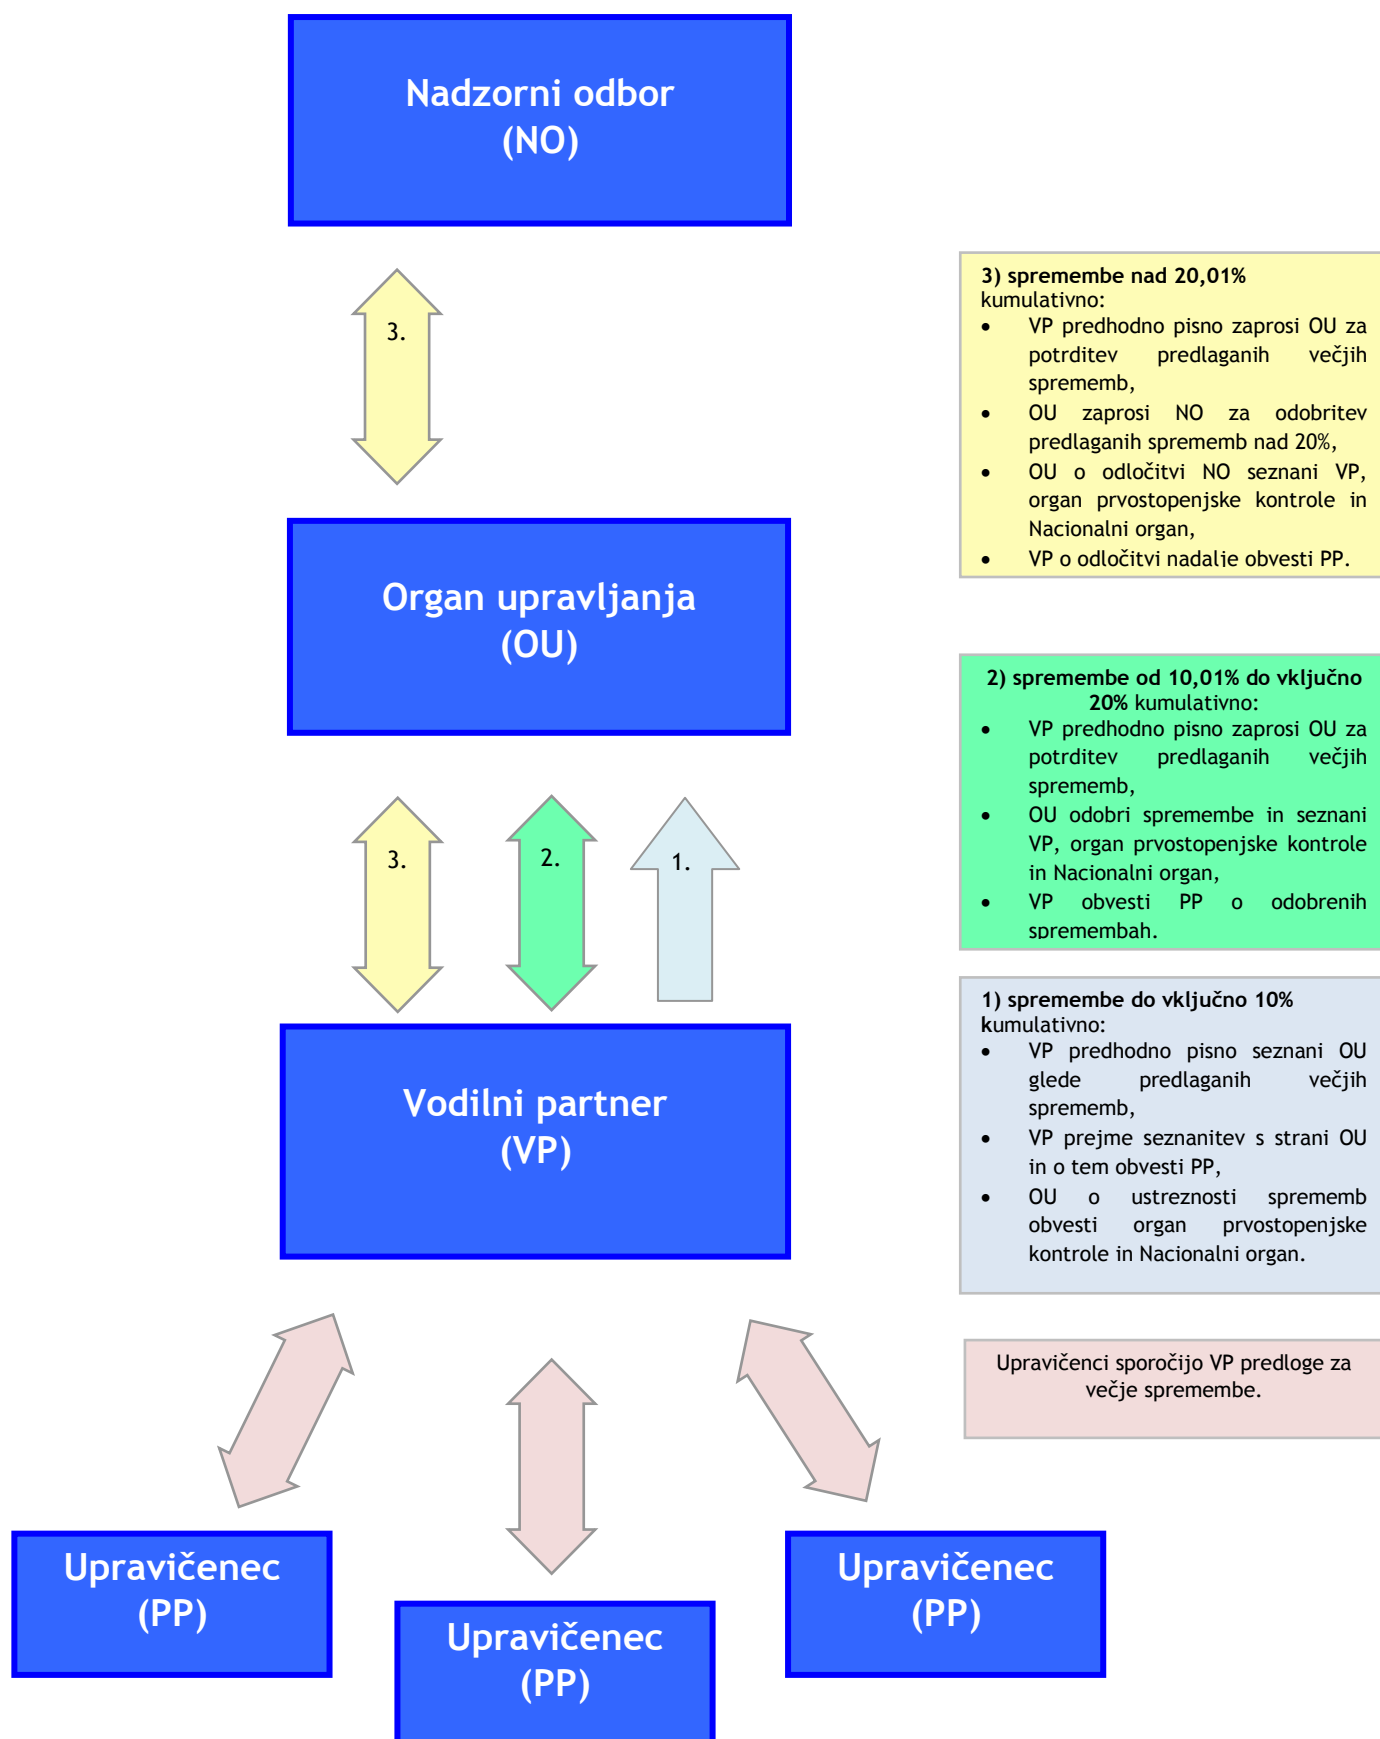 Nadzorni odbor
(NO)
3.
3) spremembe nad 20,01%
kumulativno:
• VP predhodno pisno zaprosi OU za
potrditev predlaganih večjih
sprememb,
• OU zaprosi NO za odobritev
predlaganih sprememb nad 20%,
• OU o odločitvi NO seznani VP,
organ prvostopenjske kontrole in
Nacionalni organ,
• VP o odločitvi nadalje obvesti PP.
Organ upravljanja
(OU)
2) spremembe od 10,01% do vključno
20% kumulativno:
• VP predhodno pisno zaprosi OU za
potrditev predlaganih večjih
sprememb,
• OU odobri spremembe in seznani
VP, organ prvostopenjske kontrole
in Nacionalni organ,
• VP obvesti PP o odobrenih
spremembah.
3.
2.
1.
1) spremembe do vključno 10%
kumulativno:
• VP predhodno pisno seznani OU
glede predlaganih večjih
sprememb,
• VP prejme seznanitev s strani OU
in o tem obvesti PP,
• OU o ustreznosti sprememb
obvesti organ prvostopenjske
kontrole in Nacionalni organ.
Vodilni partner
(VP)
Upravičenci sporočijo VP predloge za
večje spremembe.
Upravičenec
(PP)
Upravičenec
(PP)
Upravičenec
(PP)